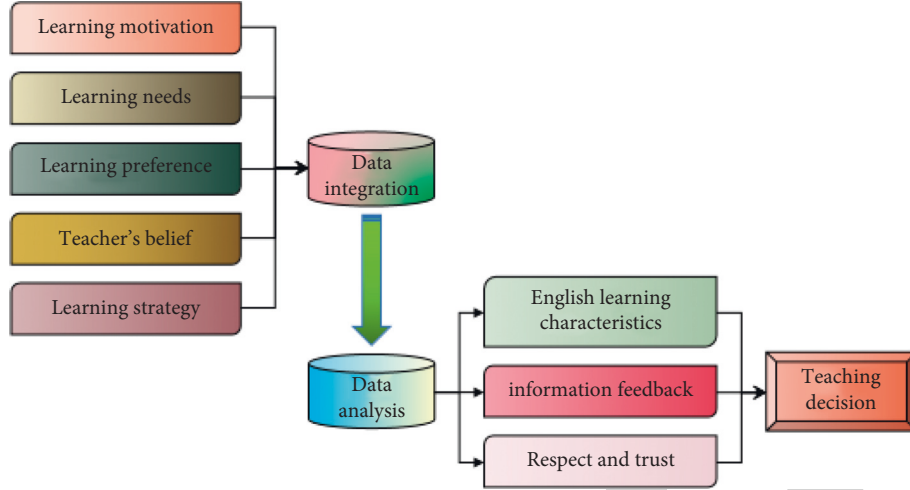 Learning motivation
Learning needs
Learning preference
Teacher's belief
Learning strategy
Data
integration
Data
analysis
English learning
characteristics
information feedback
Respect and trust
Teaching
decision